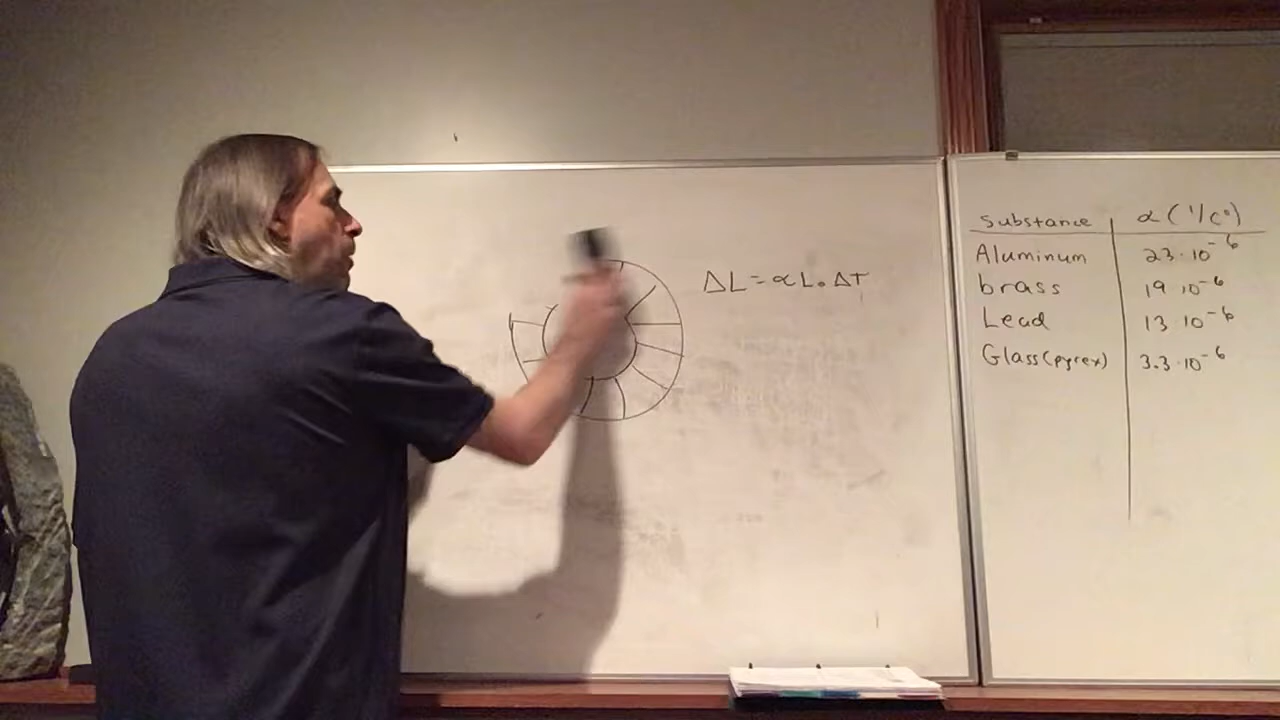 ΔL = αL₀ΔT
Substance α (1/C°)
Aluminum 23·10⁻⁶
brass 19 10⁻⁶
Lead 13 10⁻⁶
Glass (pyrex) 3.3·10⁻⁶